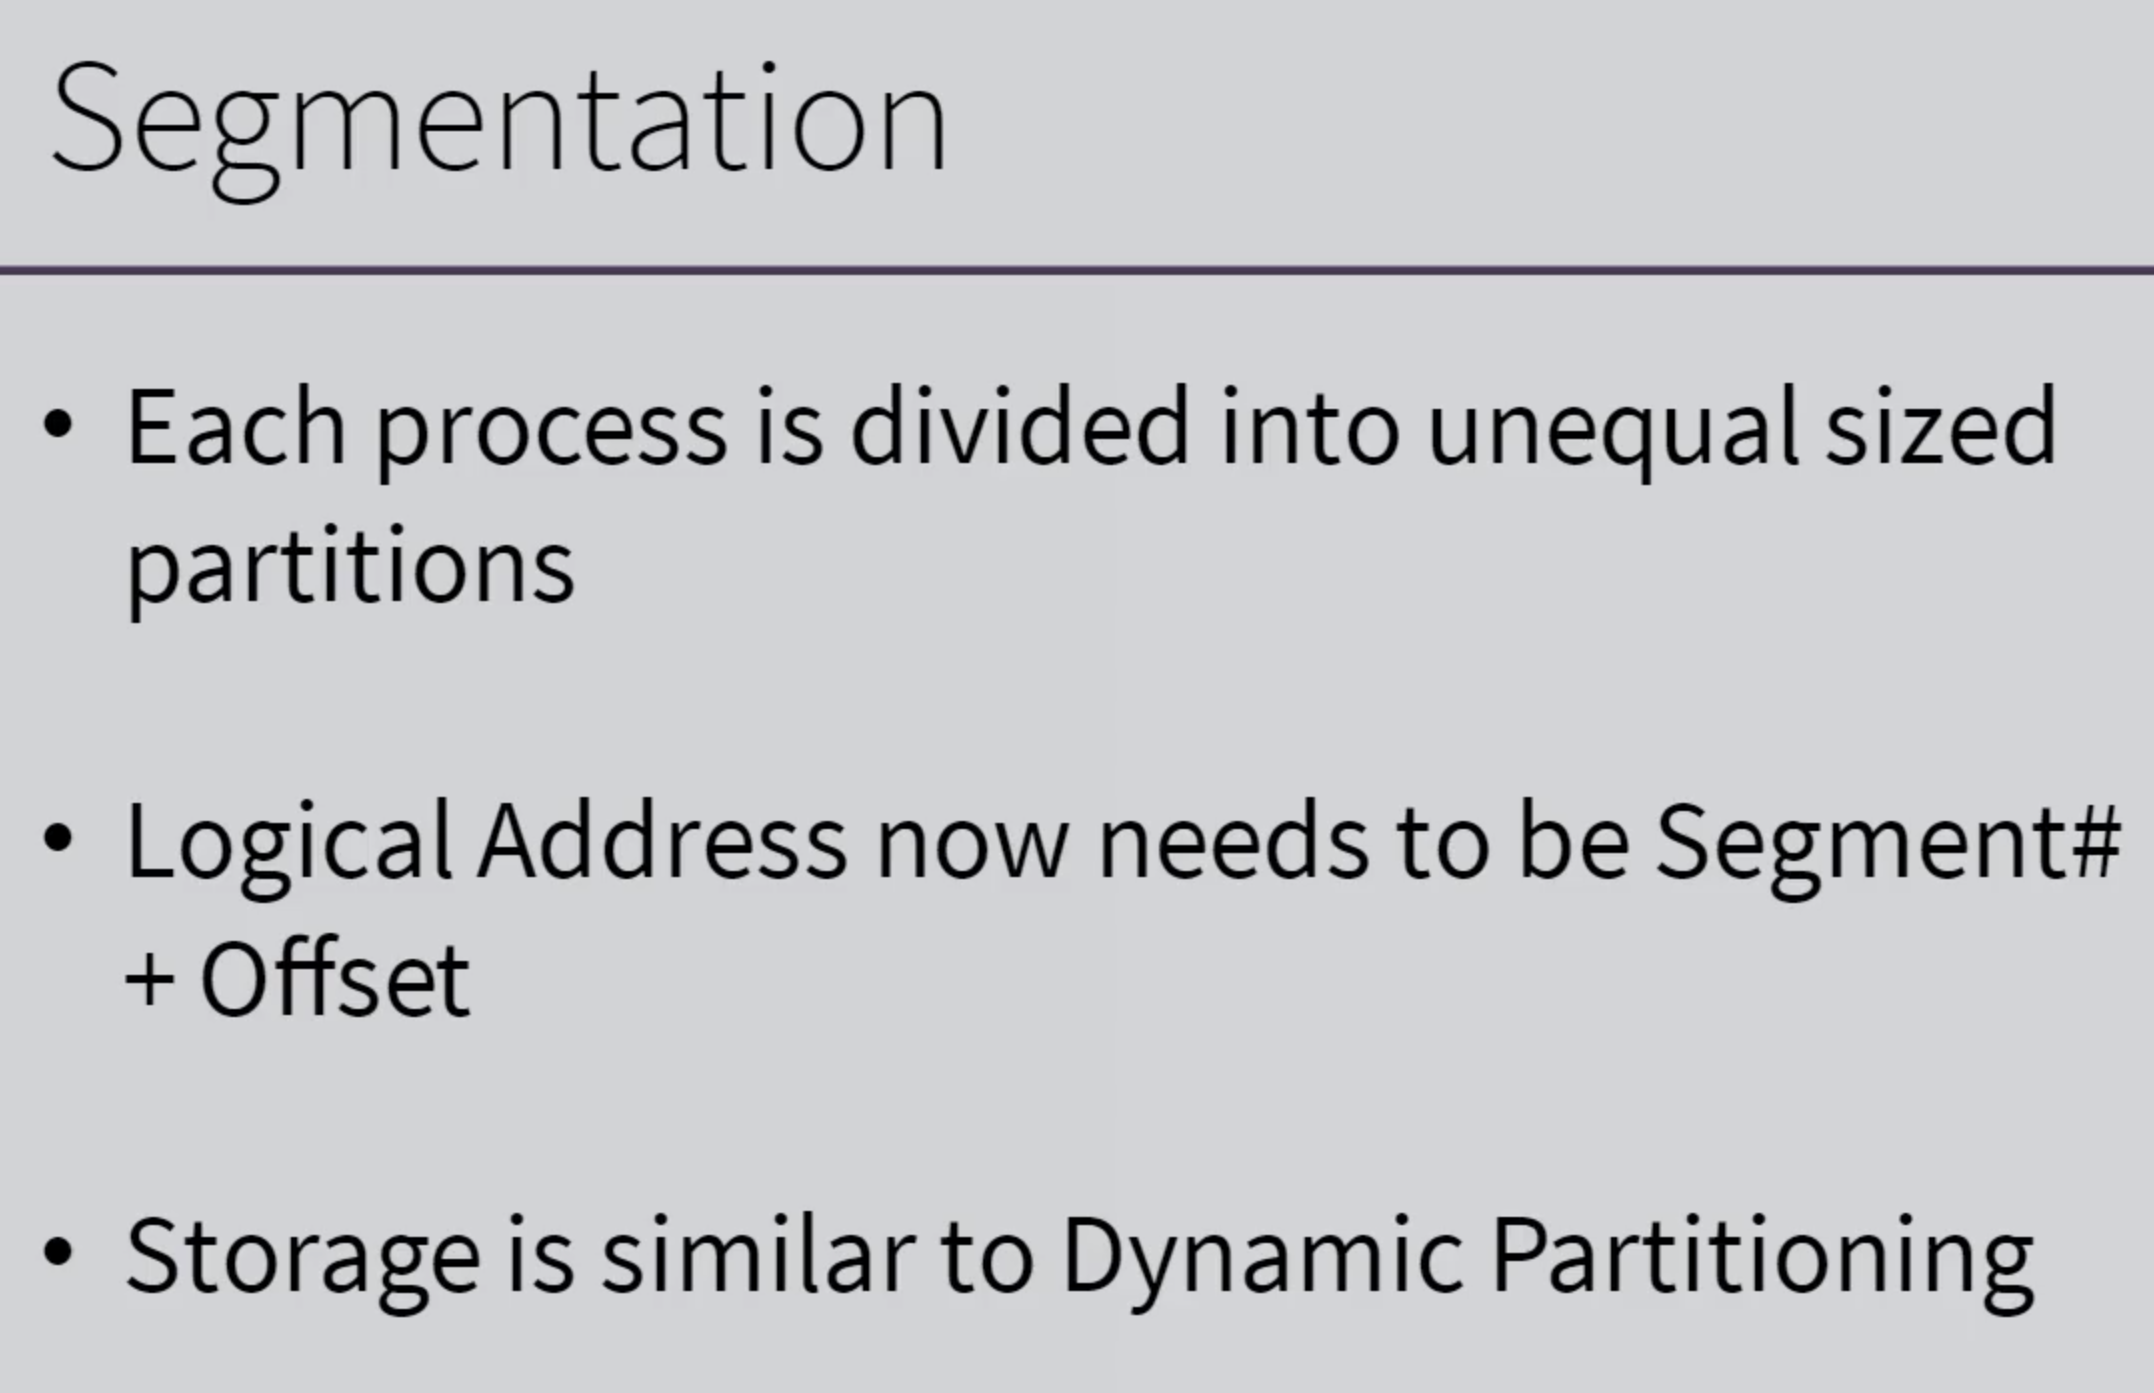 Segmentation
• Each process is divided into unequal sized
partitions
• Logical Address now needs to be Segment#
+ Offset
• Storage is similar to Dynamic Partitioning